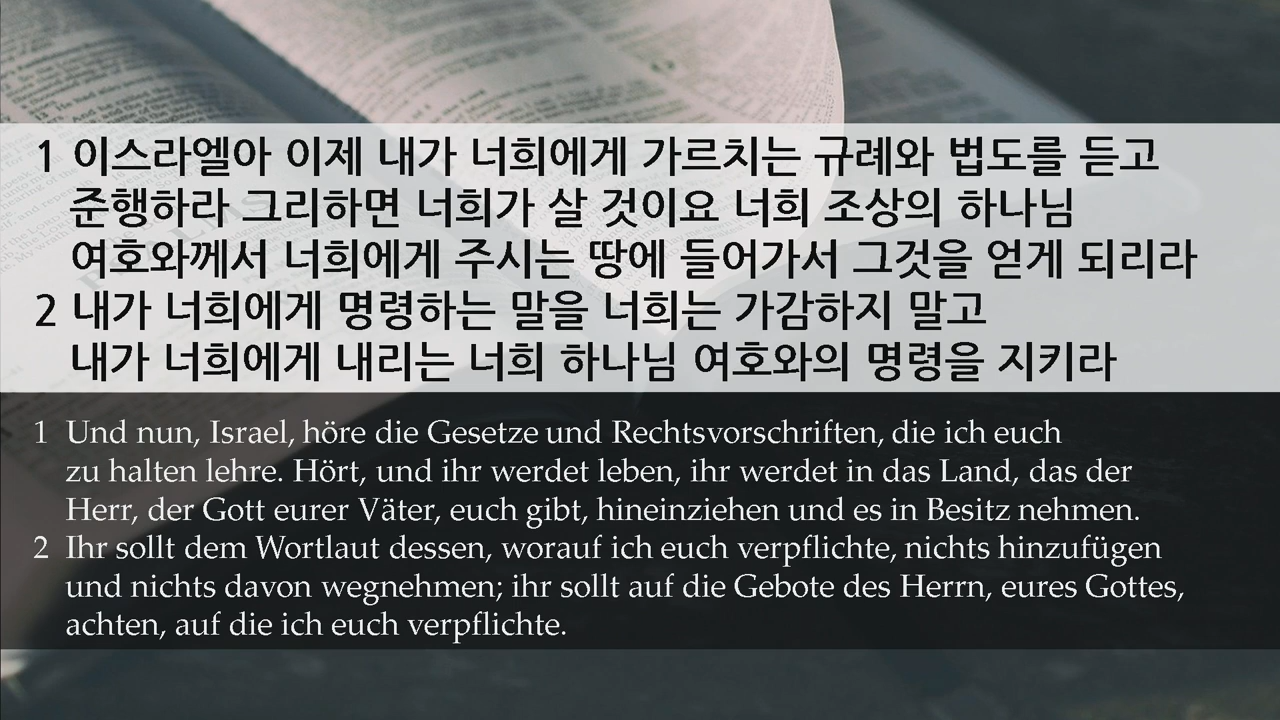 1 이스라엘아 이제 내가 너희에게 가르치는 규례와 법도를 듣고
준행하라 그리하면 너희가 살 것이요 너희 조상의 하나님
여호와께서 너희에게 주시는 땅에 들어가서 그것을 얻게 되리라
2 내가 너희에게 명령하는 말을 너희는 가감하지 말고
내가 너희에게 내리는 너희 하나님 여호와의 명령을 지키라
1 Und nun, Israel, höre die Gesetze und Rechtsvorschriften, die ich euch
zu halten lehre. Hört, und ihr werdet leben, ihr werdet in das Land, das der
Herr, der Gott eurer Väter, euch gibt, hineinziehen und es in Besitz nehmen.
2 Ihr sollt dem Wortlaut dessen, worauf ich euch verpflichte, nichts hinzufügen
und nichts davon wegnehmen; ihr sollt auf die Gebote des Herrn, eures Gottes,
achten, auf die ich euch verpflichte.